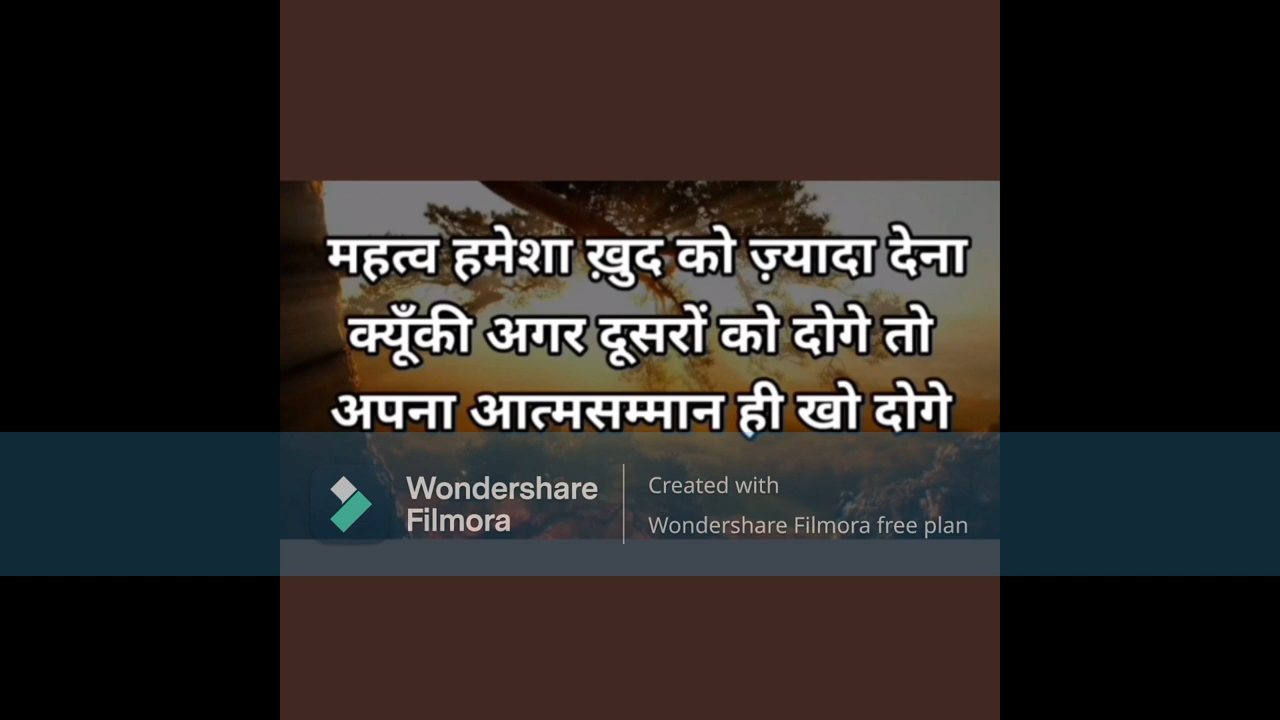 महत्व हमेशा ख़ुद को ज़्यादा देना
क्यूँकी अगर दूसरों को दोगे तो
अपना आत्मसम्मान ही खो दोगे
Wondershare
Filmora
Created with
Wondershare Filmora free plan